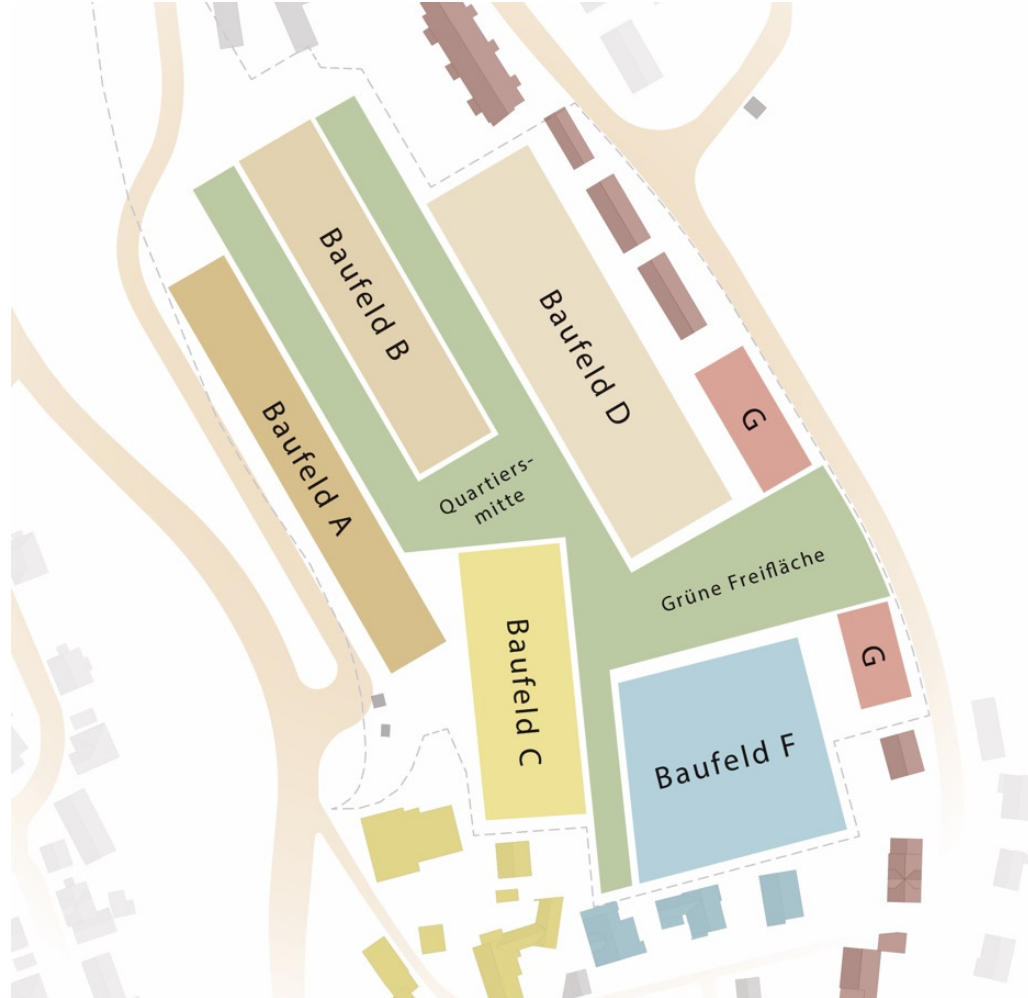 Baufeld B
Baufeld D
Baufeld A
G
Quartiers-
mitte
Grüne Freifläche
Baufeld C
G
Baufeld F